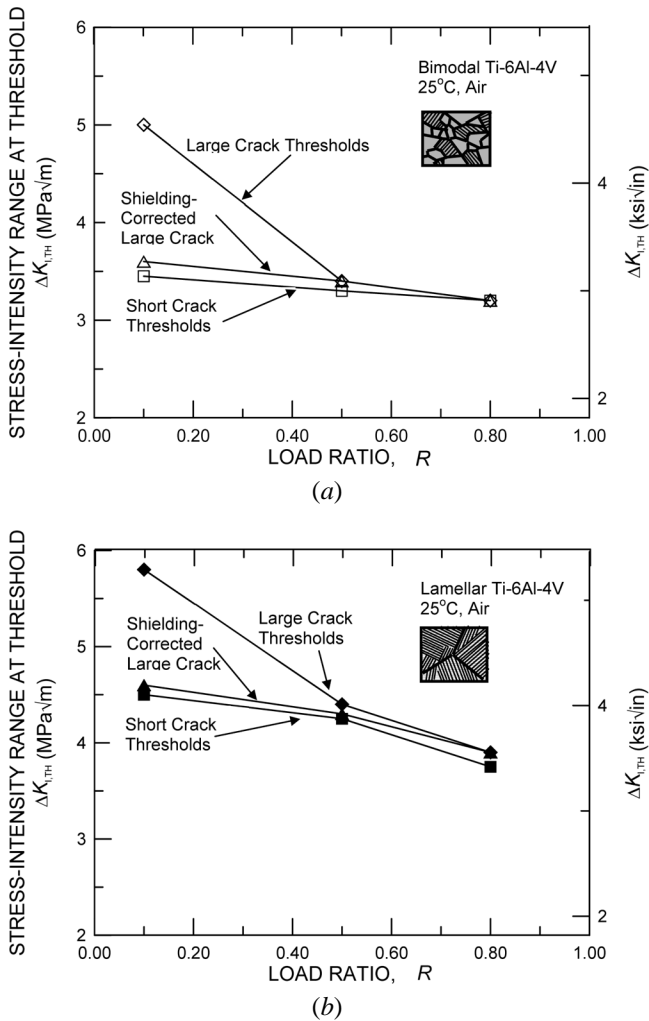 STRESS-INTENSITY RANGE AT THRESHOLD
ΔK I,TH (MPa√m)
6
5
4
3
2
Bimodal Ti-6Al-4V
25°C, Air
Large Crack Thresholds
Shielding-
Corrected
Large Crack
Short Crack
Thresholds
4
2
ΔK I,TH (ksi√in)
0.00 0.20 0.40 0.60 0.80 1.00
LOAD RATIO, R
(a)
STRESS-INTENSITY RANGE AT THRESHOLD
ΔK I,TH (MPa√m)
6
5
4
3
2
Lamellar Ti-6Al-4V
25°C, Air
Large Crack
Thresholds
Shielding-
Corrected
Large Crack
Short Crack
Thresholds
4
2
ΔK I,TH (ksi√in)
0.00 0.20 0.40 0.60 0.80 1.00
LOAD RATIO, R
(b)